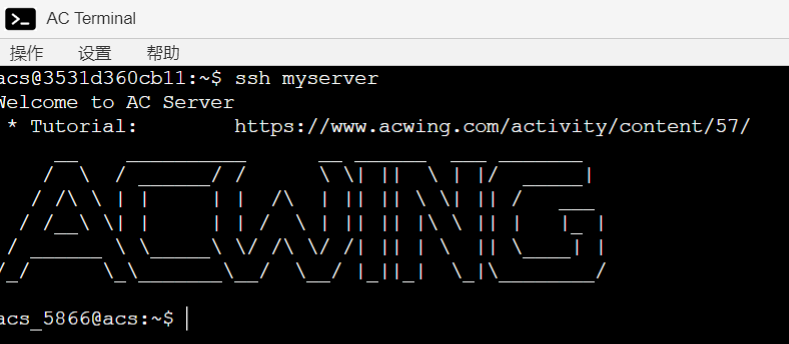 AC Terminal
操作 设置 帮助
acs@3531d360cb11:~$ ssh myserver
Welcome to AC Server
* Tutorial: https://www.acwing.com/activity/content/57/
ACWING
acs_5866@acs:~$